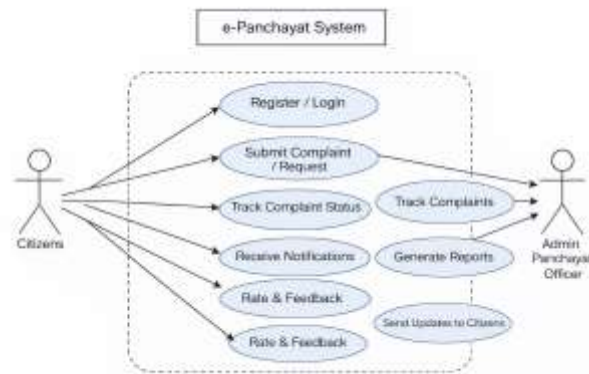 e-Panchayat System
Register / Login
Submit Complaint
/ Request
Track Complaint Status
Track Complaints
Receive Notifications
Generate Reports
Rate & Feedback
Send Updates to Citizens
Rate & Feedback
Citizens
Admin
Panchayat
Officer